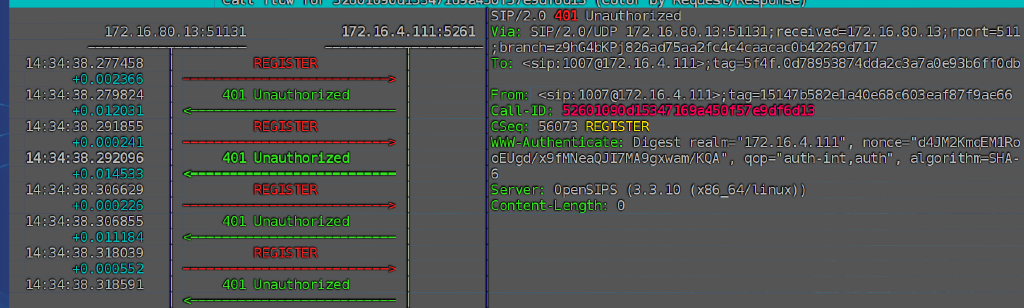 Call flow for 52601090d15347169a450f57e9df6d13 (Color by Request/Response)
172.16.80.13:51131 172.16.4.111:5261
14:34:38.277458 REGISTER
+0.002366
14:34:38.279824 401 Unauthorized
+0.012031
14:34:38.291855 REGISTER
+0.000241
14:34:38.292096 401 Unauthorized
+0.014533
14:34:38.306629 REGISTER
+0.000226
14:34:38.306855 401 Unauthorized
+0.011184
14:34:38.318039 REGISTER
+0.000552
14:34:38.318591 401 Unauthorized
SIP/2.0 401 Unauthorized
Via: SIP/2.0/UDP 172.16.80.13:51131;received=172.16.80.13;rport=511
;branch=z9hG4bKPj826ad75aa2fc4c4caacac0b42269d717
To: <sip:1007@172.16.4.111>;tag=5f4f.0d78953874dda2c3a7a0e93b6ff0db
From: <sip:1007@172.16.4.111>;tag=15147b582e1a40e68c603eaf87f9ae66
Call-ID: 52601090d15347169a450f57e9df6d13
CSeq: 56073 REGISTER
WWW-Authenticate: Digest realm="172.16.4.111", nonce="d4JM2KmcEM1Ro
oEUgd/x9fMNeaQJI7MA9gxwam/KQA", qop="auth-int,auth", algorithm=SHA-
6
Server: OpenSIPS (3.3.10 (x86_64/linux))
Content-Length: 0